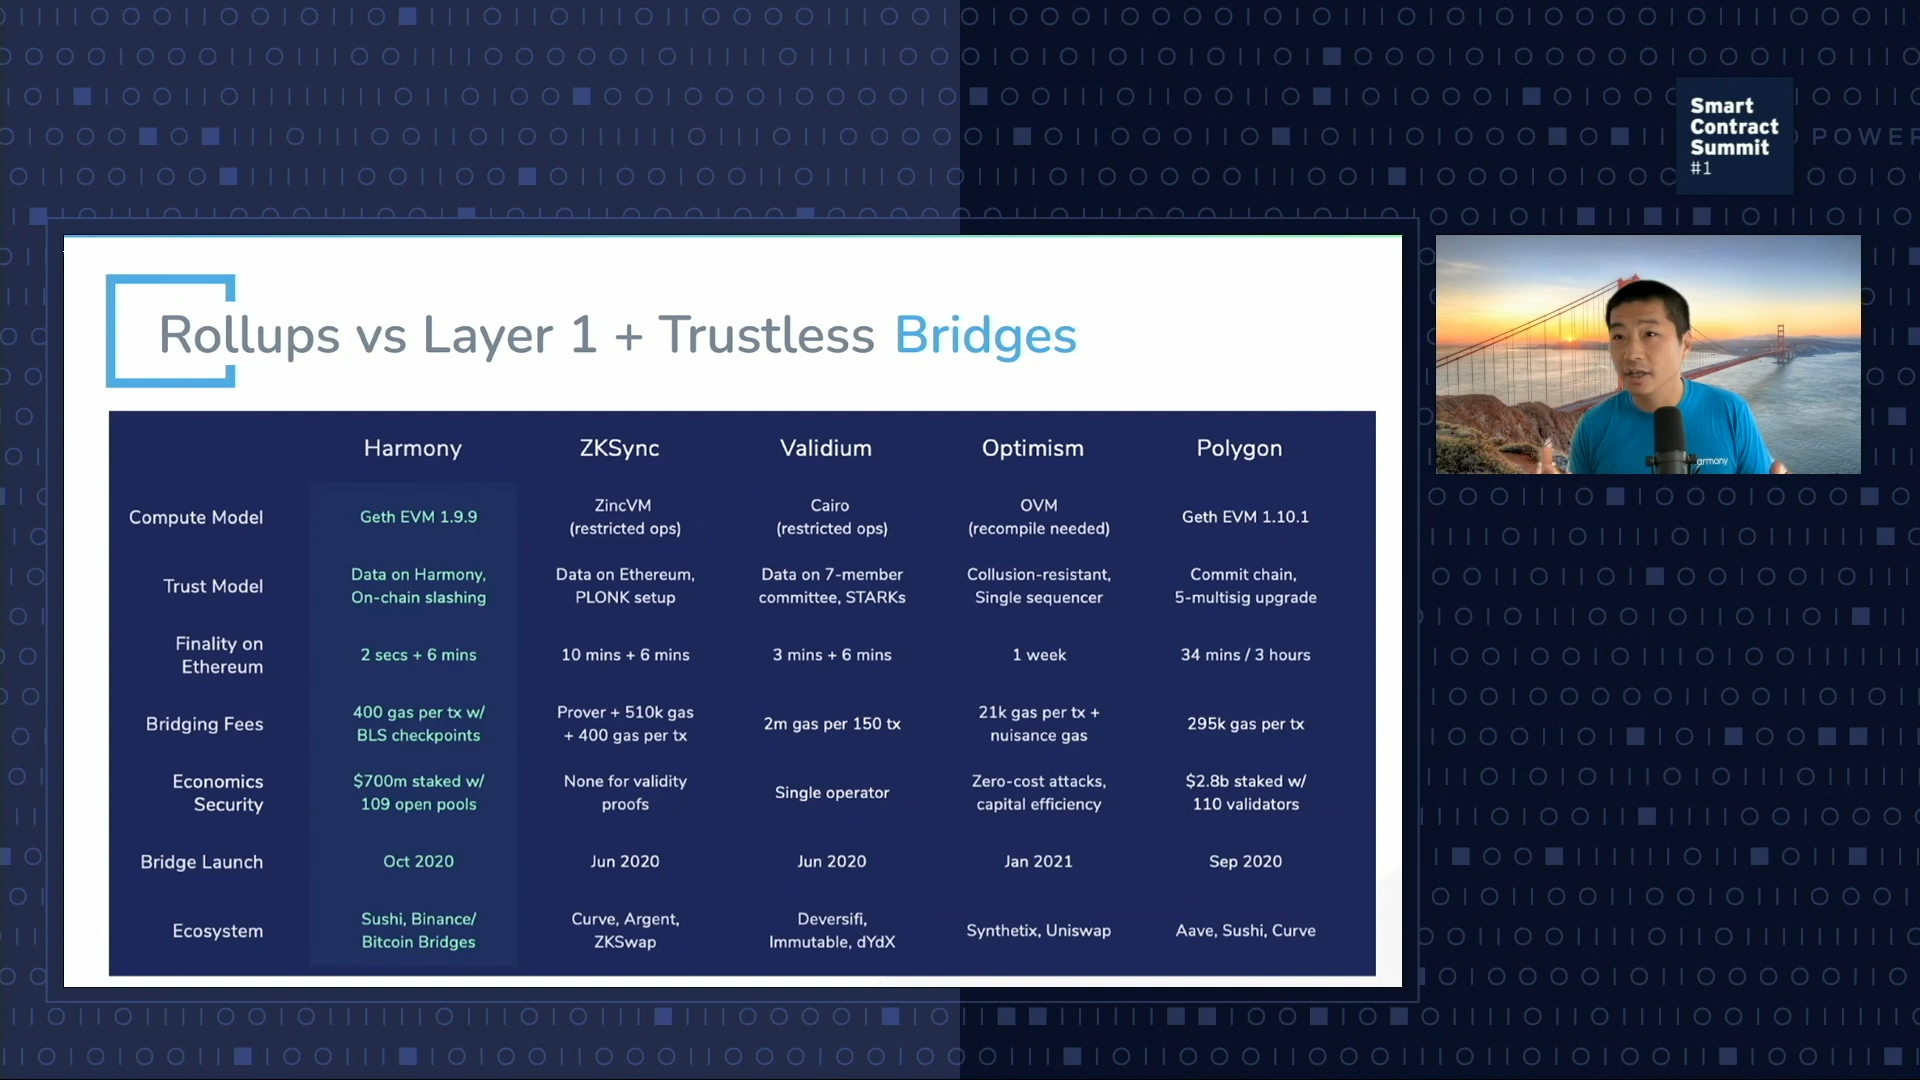 Smart
Contract
Summit
#1
POWER
Rollups vs Layer 1 + Trustless Bridges
Harmony ZKSync Validium Optimism Polygon
Compute Model
Geth EVM 1.9.9
ZincVM
(restricted ops)
Cairo
(restricted ops)
OVM
(recompile needed)
Geth EVM 1.10.1
Trust Model
Data on Harmony,
On-chain slashing
Data on Ethereum,
PLONK setup
Data on 7-member
committee, STARKs
Collusion-resistant,
Single sequencer
Commit chain,
5-multisig upgrade
Finality on
Ethereum
2 secs + 6 mins
10 mins + 6 mins
3 mins + 6 mins
1 week
34 mins / 3 hours
Bridging Fees
400 gas per tx w/
BLS checkpoints
Prover + 510k gas
+ 400 gas per tx
2m gas per 150 tx
21k gas per tx +
nuisance gas
295k gas per tx
Economics
Security
$700m staked w/
109 open pools
None for validity
proofs
Single operator
Zero-cost attacks,
capital efficiency
$2.8b staked w/
110 validators
Bridge Launch
Oct 2020
Jun 2020
Jun 2020
Jan 2021
Sep 2020
Ecosystem
Sushi, Binance/
Bitcoin Bridges
Curve, Argent,
ZKSwap
Deversifi,
Immutable, dYdX
Synthetix, Uniswap
Aave, Sushi, Curve
armony